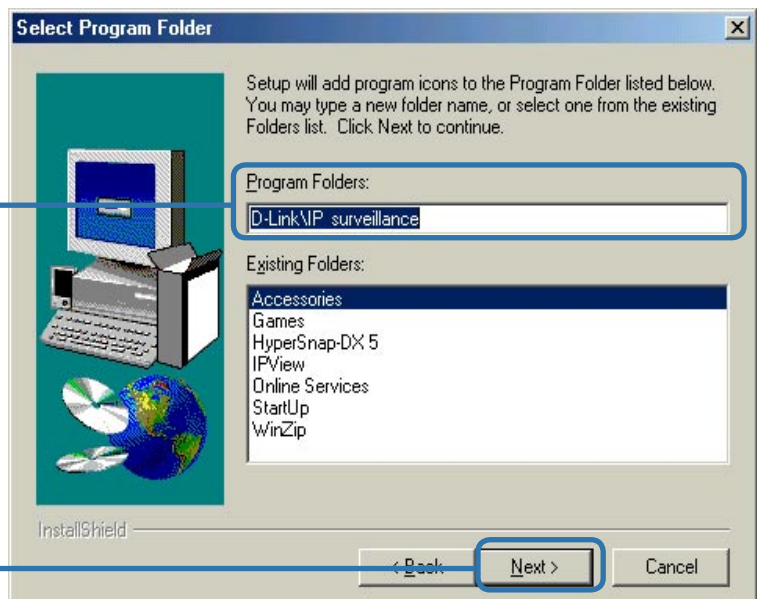 Select Program Folder
Setup will add program icons to the Program Folder listed below.
You may type a new folder name, or select one from the existing
Folders list. Click Next to continue.
Program Folders:
D-Link\IP surveillance
Existing Folders:
Accessories
Games
HyperSnap-DX 5
IPView
Online Services
StartUp
WinZip
InstallShield
< Back
Next >
Cancel